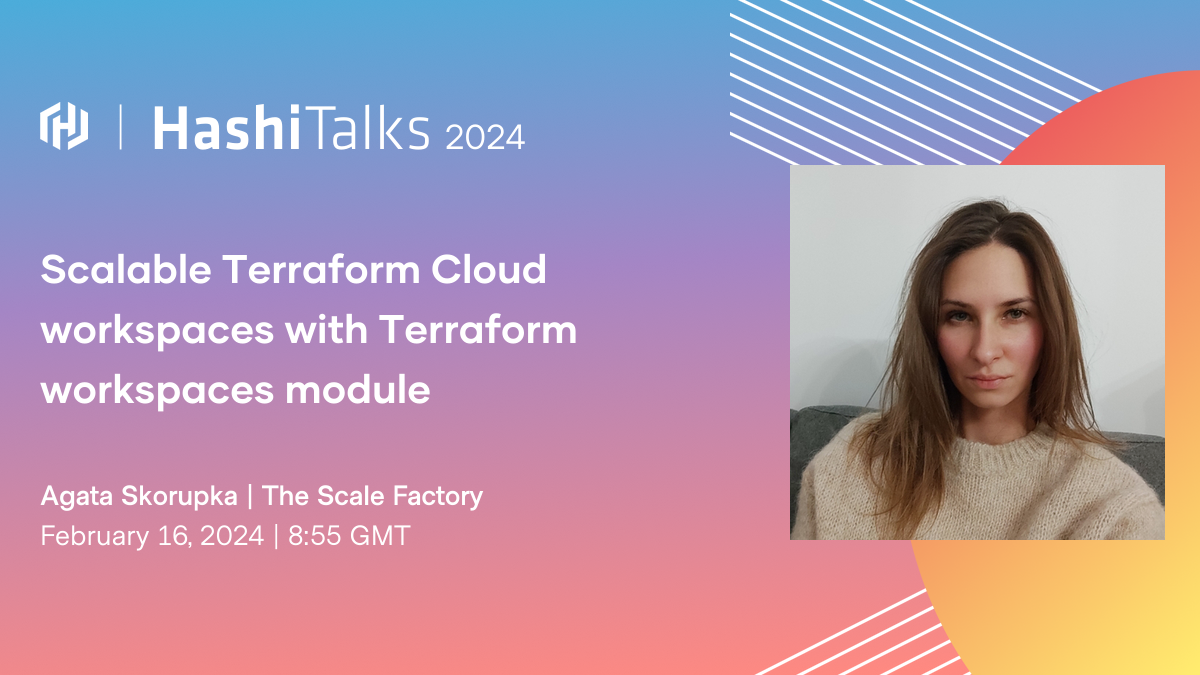 HashiTalks 2024
Scalable Terraform Cloud
workspaces with Terraform
workspaces module
Agata Skorupka | The Scale Factory
February 16, 2024 | 8:55 GMT